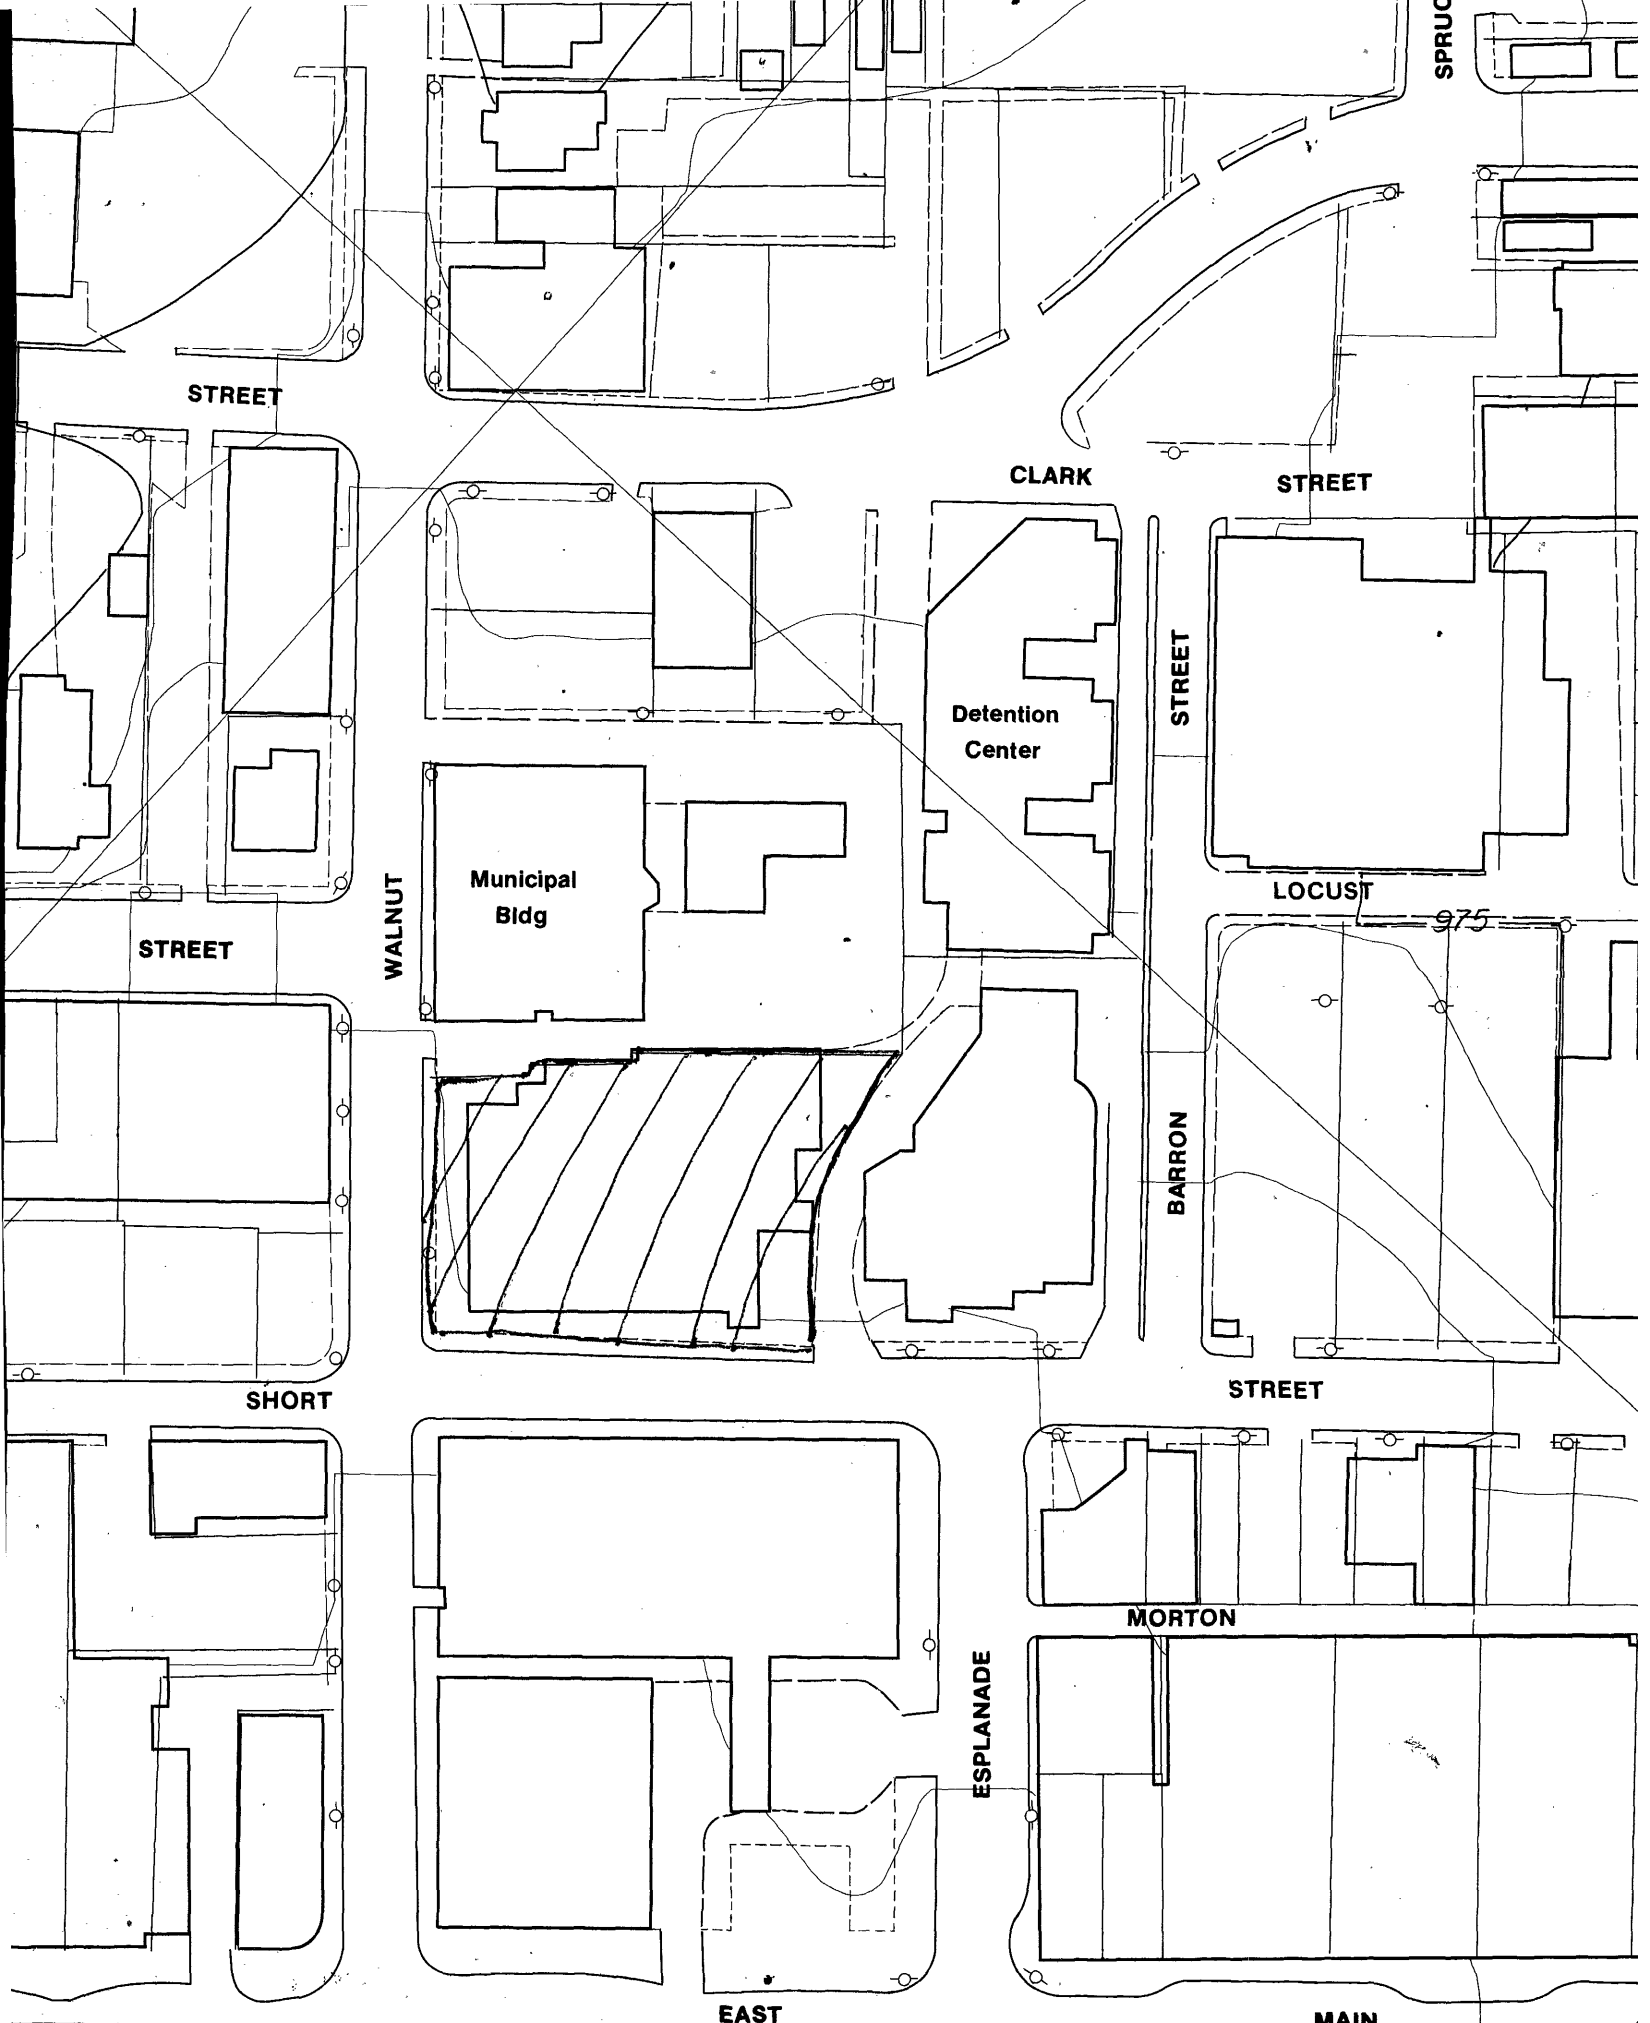 SPRUC
STREET
CLARK
STREET
STREET
Detention
Center
Municipal
Bldg
WALNUT
LOCUST
975
STREET
BARRON
SHORT
STREET
MORTON
ESPLANADE
EAST
MAIN